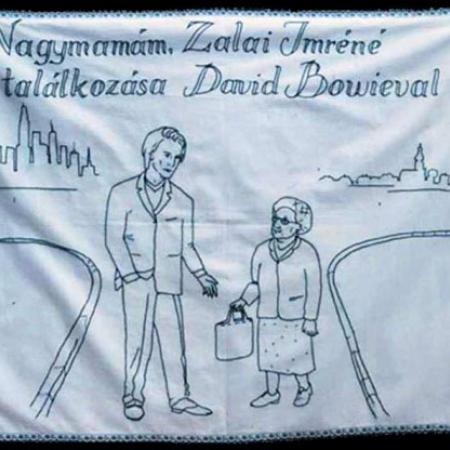 Nagymamám, Zalai Imréné
találkozása David Bowieval